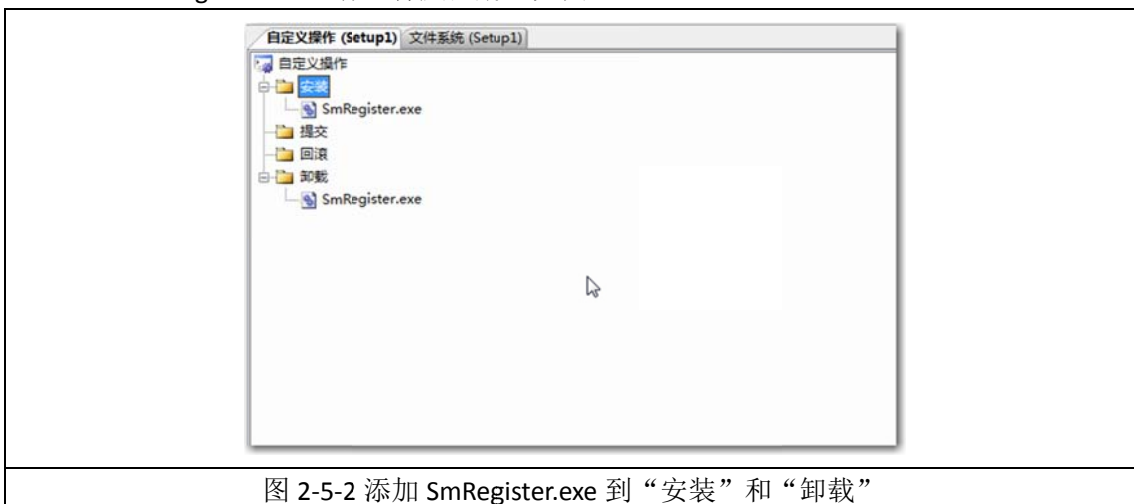 自定义操作 (Setup1) 文件系统 (Setup1)
自定义操作
安装
SmRegister.exe
提交
回滚
卸载
SmRegister.exe
图 2-5-2 添加 SmRegister.exe 到“安装”和“卸载”